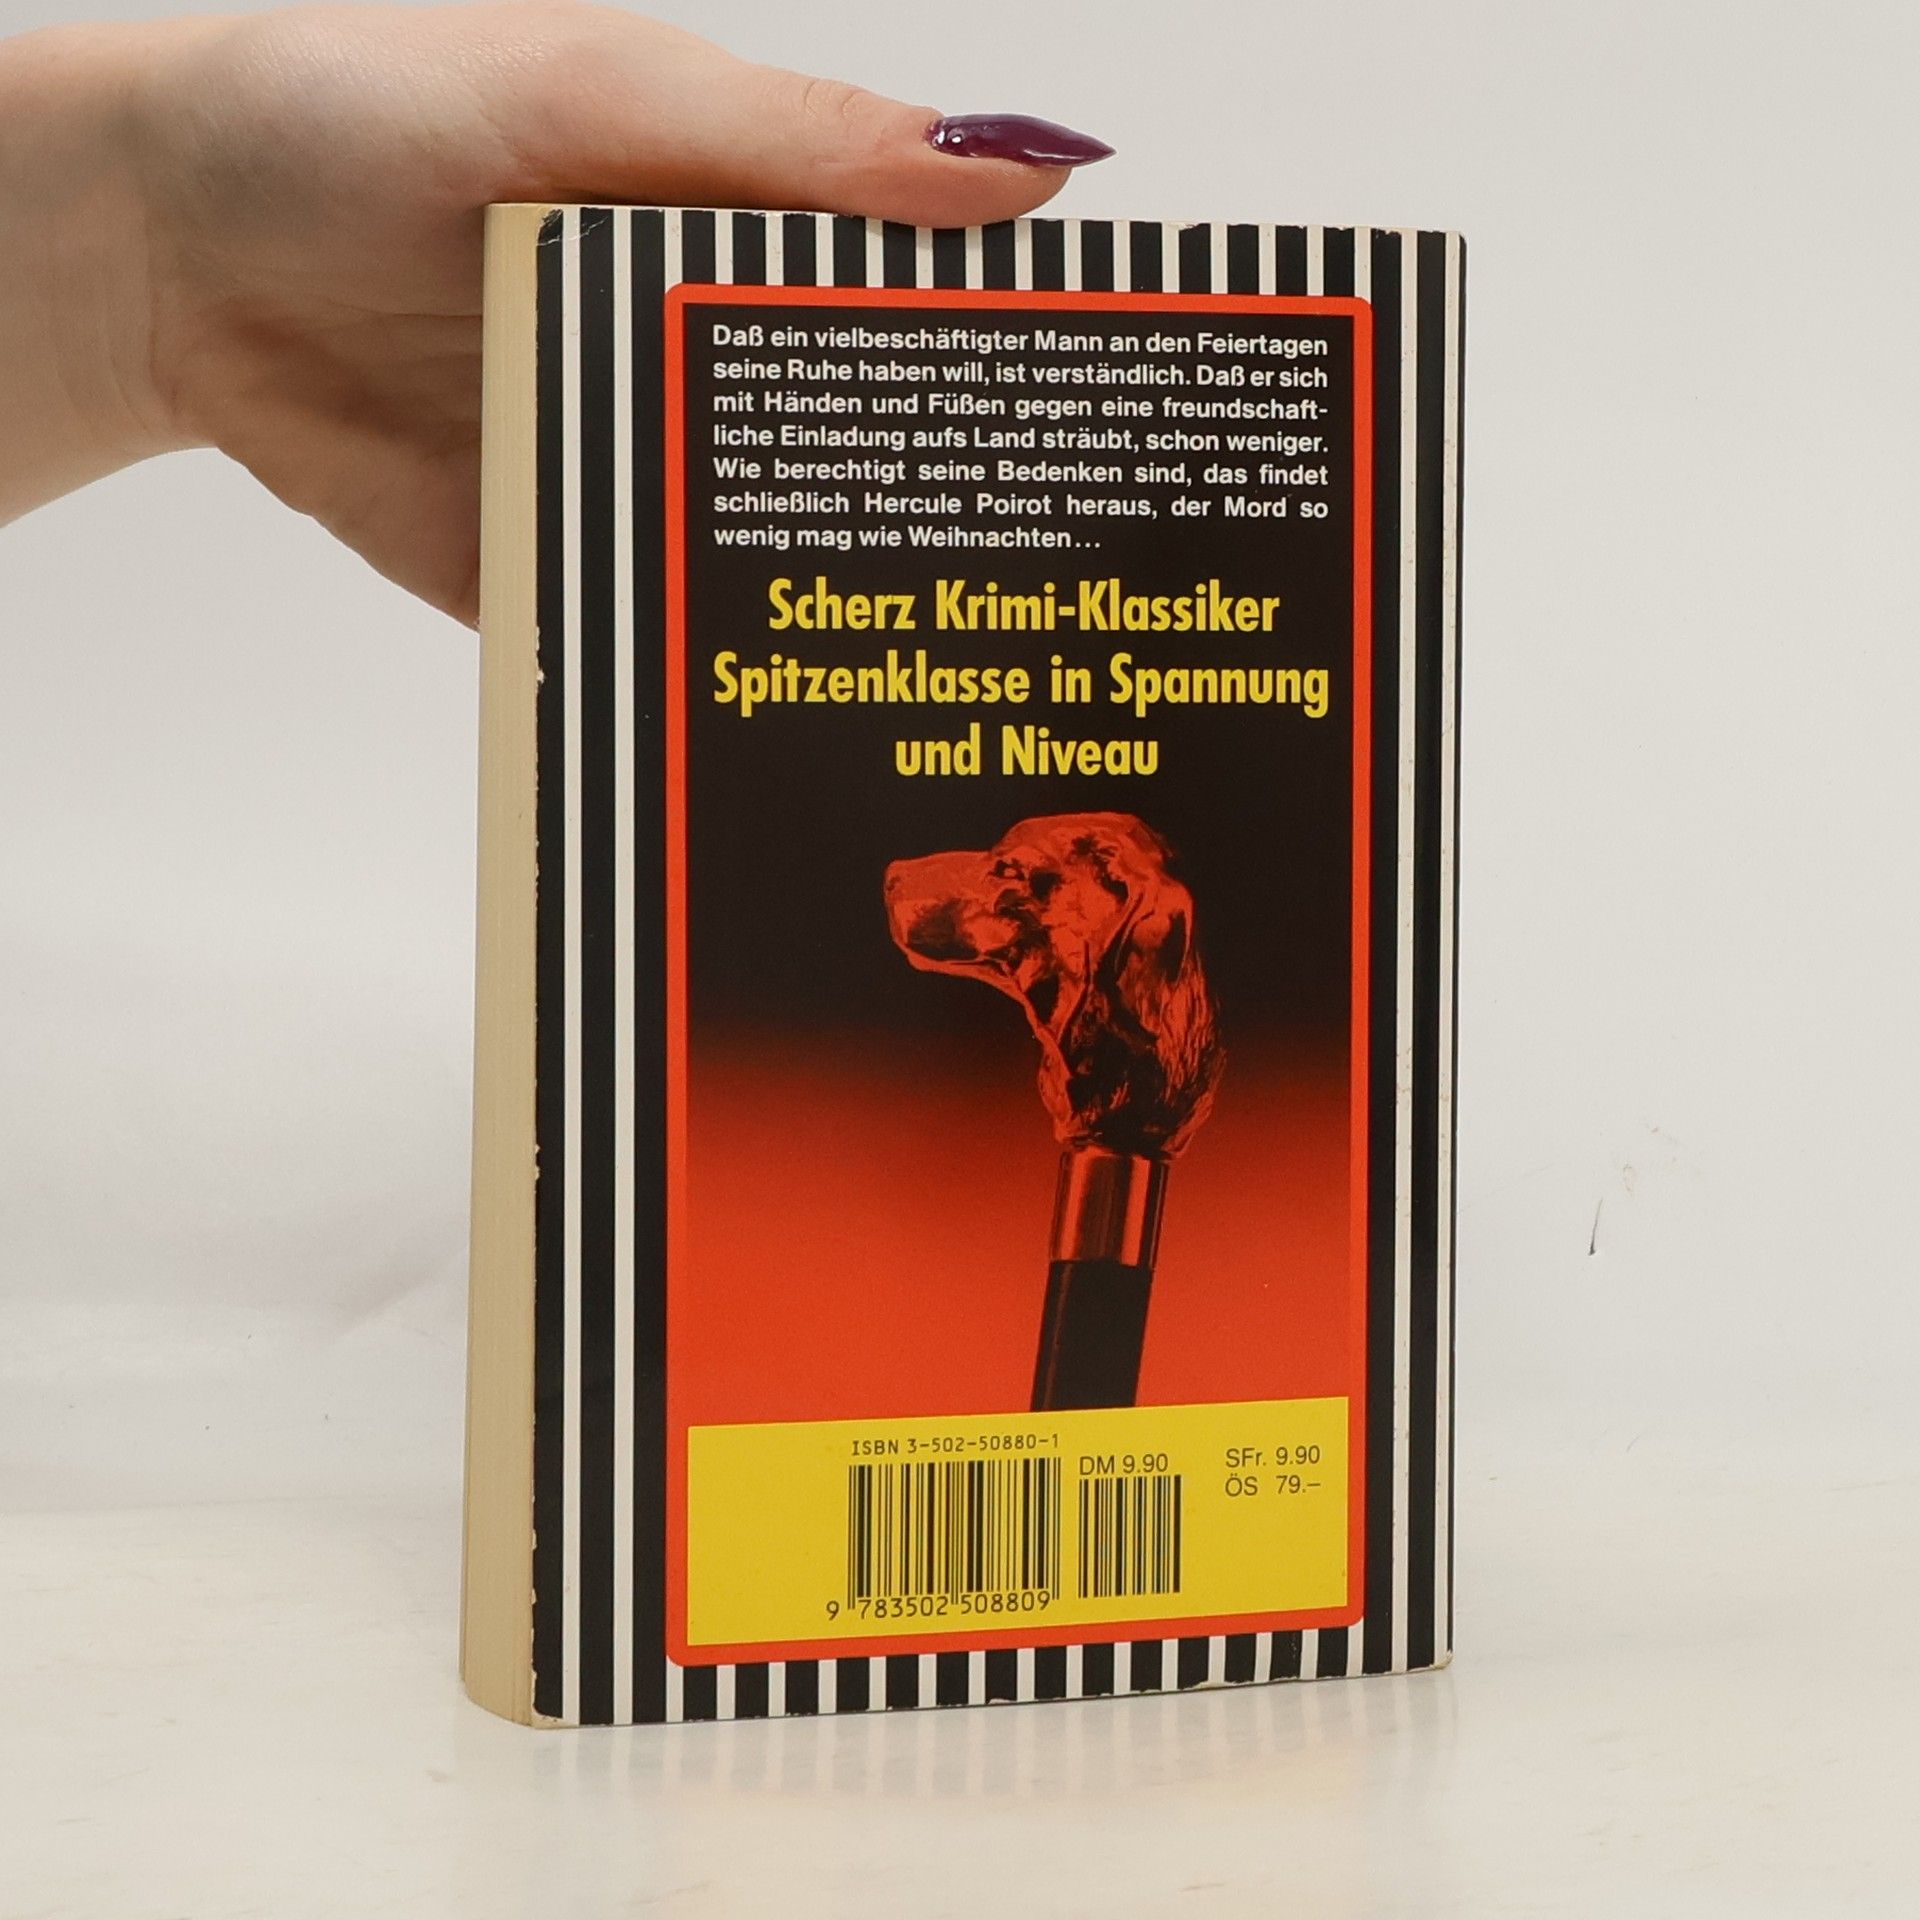 Daß ein vielbeschäftigter Mann an den Feiertagen
seine Ruhe haben will, ist verständlich. Daß er sich
mit Händen und Füßen gegen eine freundschaft-
liche Einladung aufs Land sträubt, schon weniger.
Wie berechtigt seine Bedenken sind, das findet
schließlich Hercule Poirot heraus, der Mord so
wenig mag wie Weihnachten...
Scherz Krimi-Klassiker
Spitzenklasse in Spannung
und Niveau
ISBN 3-502-50880-1
DM 9.90
SFr. 9.90
ÖS 79.–
9 783502 508809